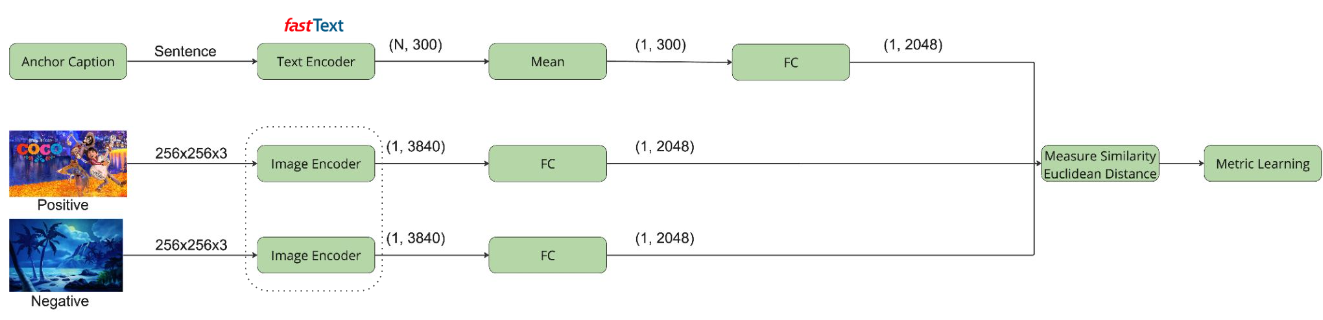 fastText
Anchor Caption
Sentence
Text Encoder
(N, 300)
Mean
(1, 300)
FC
(1, 2048)
COCO
256x256x3
Image Encoder
(1, 3840)
FC
(1, 2048)
Measure Similarity
Euclidean Distance
Metric Learning
Positive
256x256x3
Image Encoder
(1, 3840)
FC
(1, 2048)
Negative